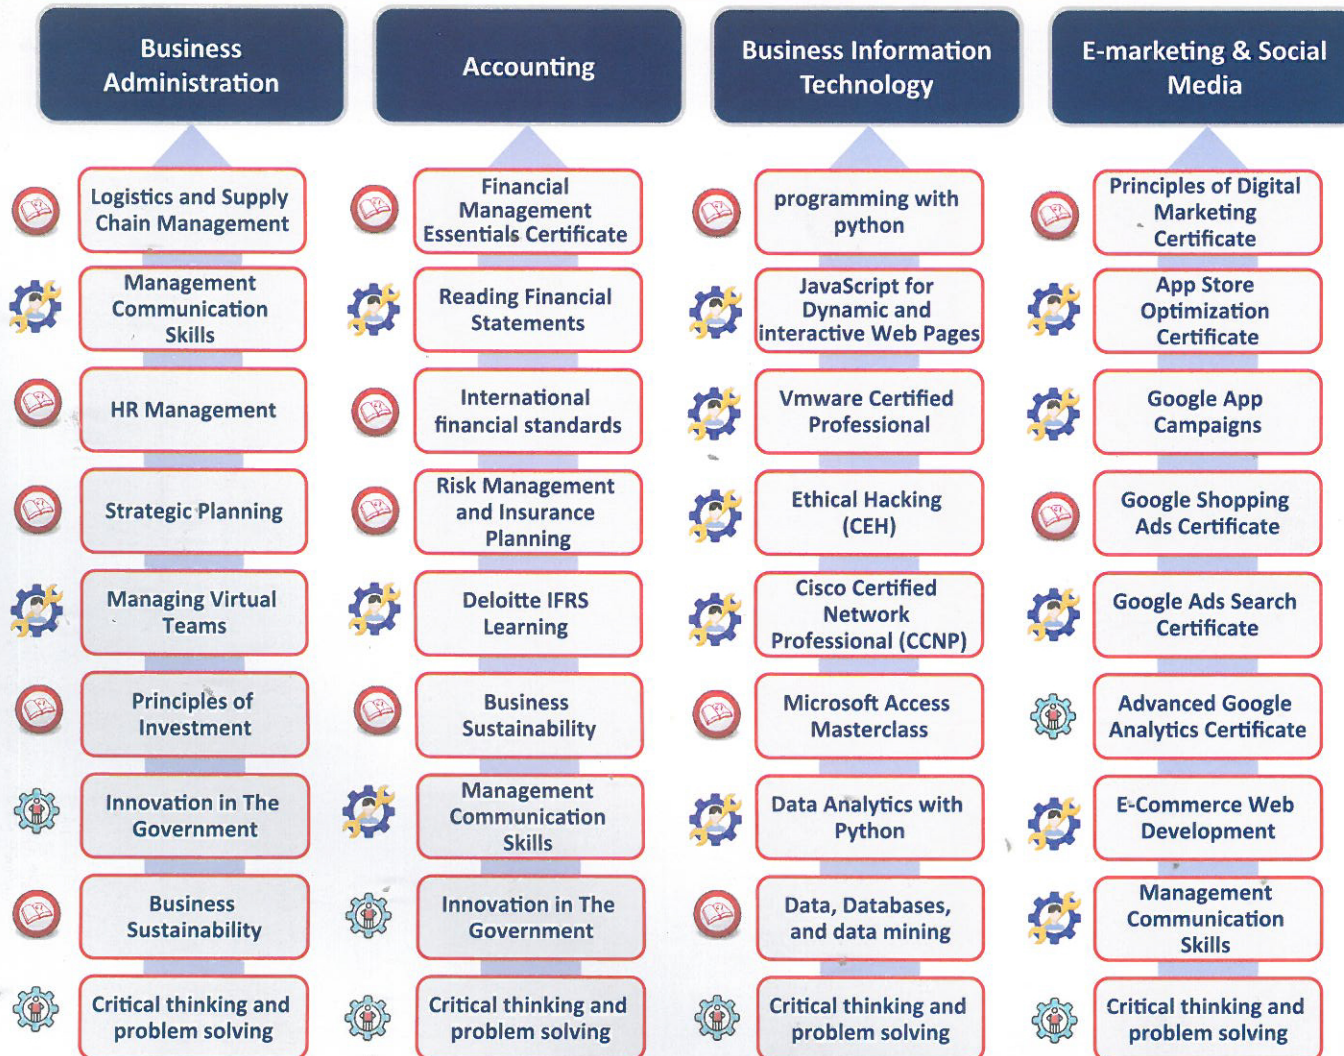 Business
Administration
Accounting
Business Information
Technology
E-marketing & Social
Media
Logistics and Supply
Chain Management
Management
Communication
Skills
HR Management
Strategic Planning
Managing Virtual
Teams
Principles of
Investment
Innovation in The
Government
Business
Sustainability
Critical thinking and
problem solving
Financial
Management
Essentials Certificate
Reading Financial
Statements
International
financial standards
Risk Management
and Insurance
Planning
Deloitte IFRS
Learning
Business
Sustainability
Management
Communication
Skills
Innovation in The
Government
Critical thinking and
problem solving
programming with
python
JavaScript for
Dynamic and
interactive Web Pages
Vmware Certified
Professional
Ethical Hacking
(CEH)
Cisco Certified
Network
Professional (CCNP)
Microsoft Access
Masterclass
Data Analytics with
Python
Data, Databases,
and data mining
Critical thinking and
problem solving
Principles of Digital
Marketing
Certificate
App Store
Optimization
Certificate
Google App
Campaigns
Google Shopping
Ads Certificate
Google Ads Search
Certificate
Advanced Google
Analytics Certificate
E-Commerce Web
Development
Management
Communication
Skills
Critical thinking and
problem solving